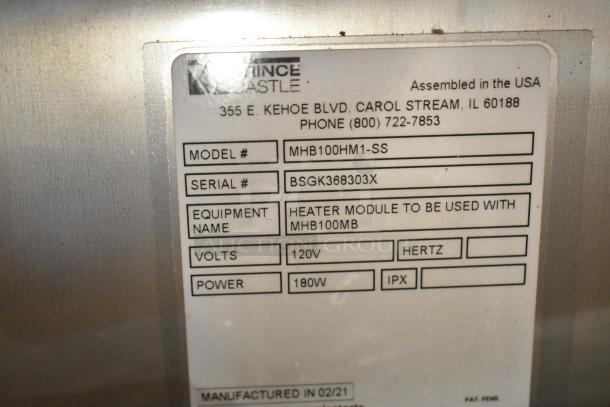 PRINCE
CASTLE
Assembled in the USA
355 E. KEHOE BLVD. CAROL STREAM, IL 60188
PHONE (800) 722-7853
MODEL # MHB100HM1-SS
SERIAL # BSGK368303X
EQUIPMENT NAME HEATER MODULE TO BE USED WITH MHB100MB
AUCTION GROUP
VOLTS 120V HERTZ
POWER 180W IPX
MANUFACTURED IN 02/21
PAT. PEND.